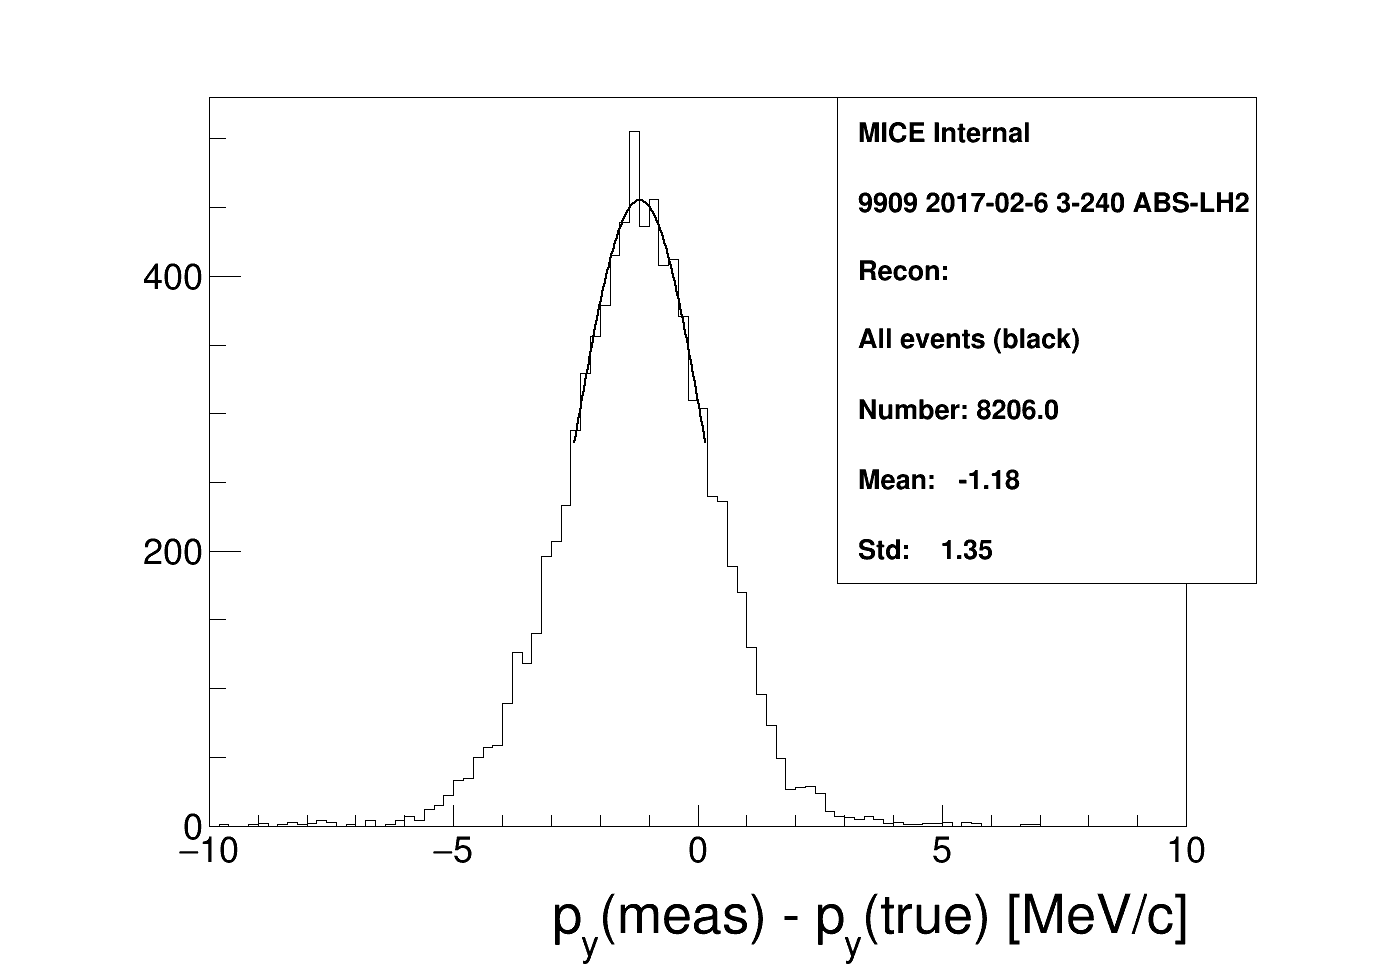 MICE Internal
9909 2017-02-6 3-240 ABS-LH2
Recon:
All events (black)
Number: 8206.0
Mean: -1.18
Std: 1.35
400
200
0
−10 −5 0 5 10
p_y(meas) - p_y(true) [MeV/c]